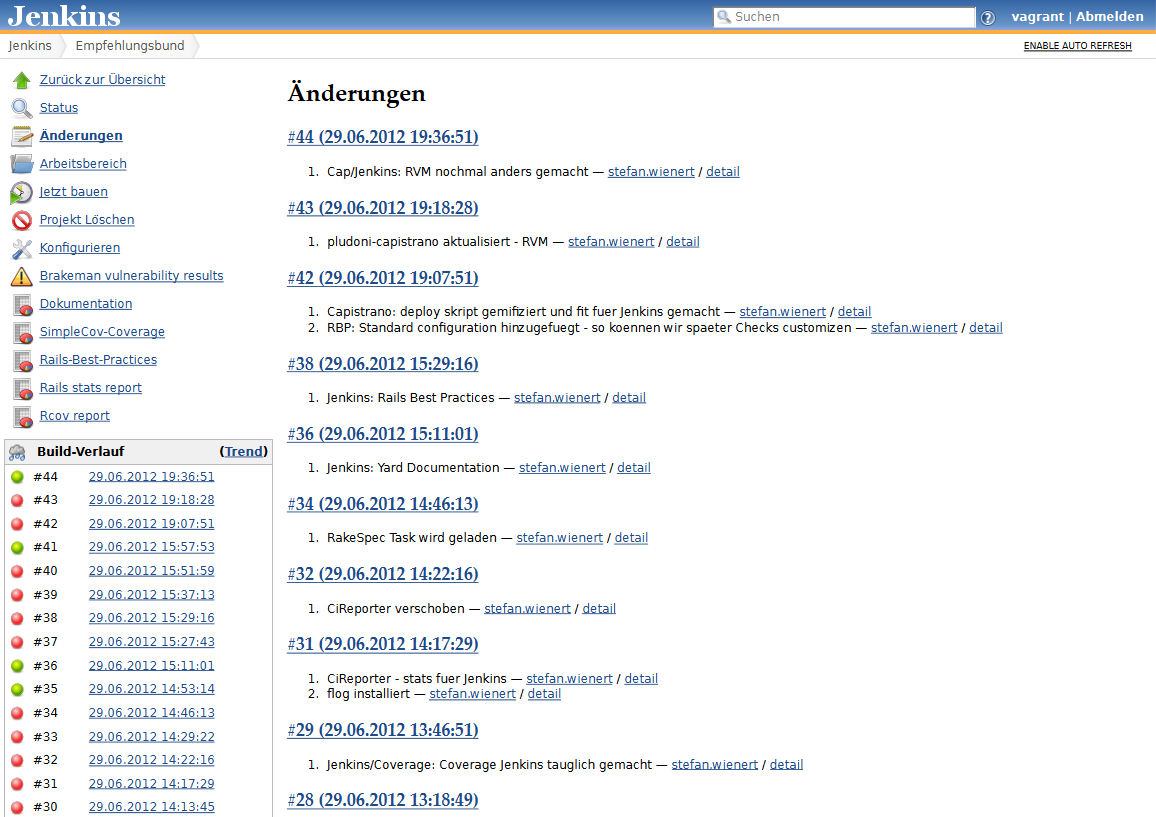 Jenkins
Suchen
vagrant | Abmelden
Jenkins
Empfehlungsbund
ENABLE AUTO REFRESH
Zurück zur Übersicht
Status
Änderungen
Arbeitsbereich
Jetzt bauen
Projekt Löschen
Konfigurieren
Brakeman vulnerability results
Dokumentation
SimpleCov-Coverage
Rails-Best-Practices
Rails stats report
Rcov report
Build-Verlauf (Trend)
#44 29.06.2012 19:36:51
#43 29.06.2012 19:18:28
#42 29.06.2012 19:07:51
#41 29.06.2012 15:57:53
#40 29.06.2012 15:51:59
#39 29.06.2012 15:37:13
#38 29.06.2012 15:29:16
#37 29.06.2012 15:27:43
#36 29.06.2012 15:11:01
#35 29.06.2012 14:53:14
#34 29.06.2012 14:46:13
#33 29.06.2012 14:29:22
#32 29.06.2012 14:22:16
#31 29.06.2012 14:17:29
#30 29.06.2012 14:13:45
Änderungen
#44 (29.06.2012 19:36:51)
1. Cap/Jenkins: RVM nochmal anders gemacht — stefan.wienert / detail
#43 (29.06.2012 19:18:28)
1. pludoni-capistrano aktualisiert - RVM — stefan.wienert / detail
#42 (29.06.2012 19:07:51)
1. Capistrano: deploy skript gemifiziert und fit fuer Jenkins gemacht — stefan.wienert / detail
2. RBP: Standard configuration hinzugefuegt - so koennen wir spaeter Checks customizen — stefan.wienert / detail
#38 (29.06.2012 15:29:16)
1. Jenkins: Rails Best Practices — stefan.wienert / detail
#36 (29.06.2012 15:11:01)
1. Jenkins: Yard Documentation — stefan.wienert / detail
#34 (29.06.2012 14:46:13)
1. RakeSpec Task wird geladen — stefan.wienert / detail
#32 (29.06.2012 14:22:16)
1. CiReporter verschoben — stefan.wienert / detail
#31 (29.06.2012 14:17:29)
1. CiReporter - stats fuer Jenkins — stefan.wienert / detail
2. flog installiert — stefan.wienert / detail
#29 (29.06.2012 13:46:51)
1. Jenkins/Coverage: Coverage Jenkins tauglich gemacht — stefan.wienert / detail
#28 (29.06.2012 13:18:49)